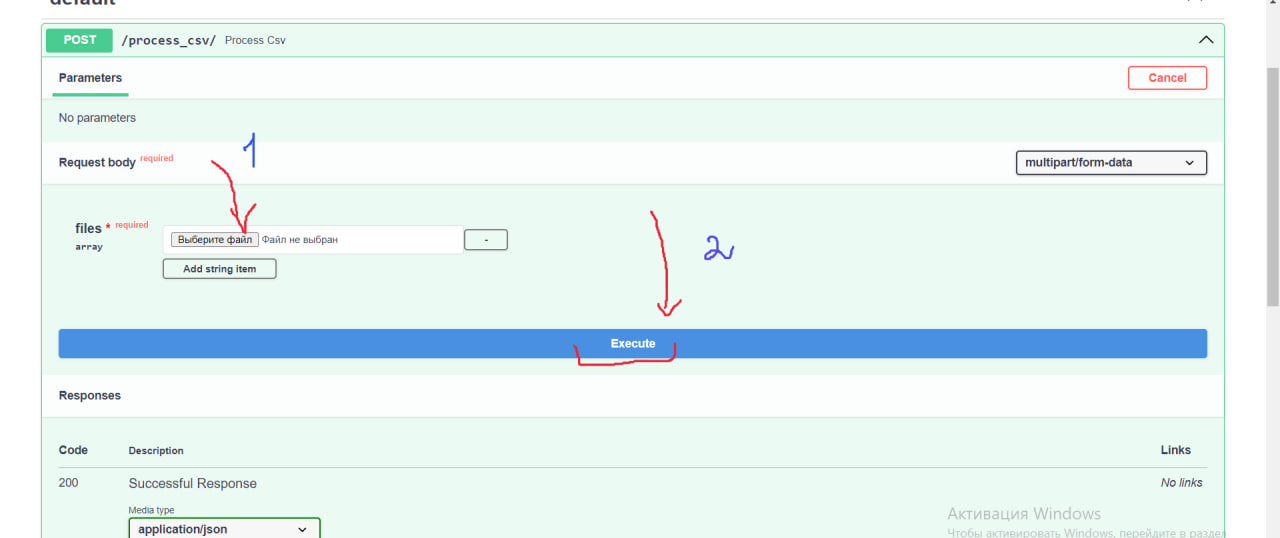 default
POST /process_csv/ Process Csv
Parameters
Cancel
No parameters
1
Request body required
multipart/form-data
files * required
array
Выберите файл Файл не выбран
-
2
Add string item
Execute
Responses
Code Description Links
200 Successful Response No links
Media type
application/json
Активация Windows
Чтобы активировать Windows, перейдите в раздел